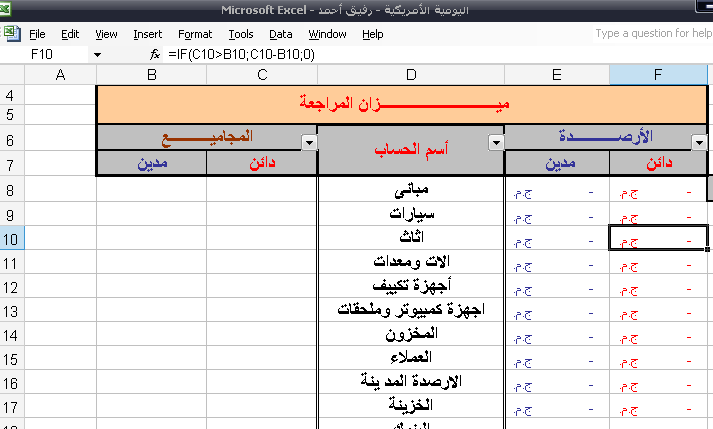 Microsoft Excel - اليومية الأمريكية - رفيق أحمد
File Edit View Insert Format Tools Data Window Help Type a question for help
F10 fx =IF(C10>B10;C10-B10;0)
A B C D E F
4
5 ميـــــــــزان المراجعة
6 المجاميـــــع أسم الحساب الأرصـــــدة
7 مدين دائن مدين دائن
8 مبانى ج.م. - ج.م. -
9 سيارات ج.م. - ج.م. -
10 اثاث ج.م. - ج.م. -
11 الات ومعدات ج.م. - ج.م. -
12 أجهزة تكييف ج.م. - ج.م. -
13 اجهزة كمبيوتر وملحقات ج.م. - ج.م. -
14 المخزون ج.م. - ج.م. -
15 العملاء ج.م. - ج.م. -
16 الارصدة المدينة ج.م. - ج.م. -
17 الخزينة ج.م. - ج.م. -